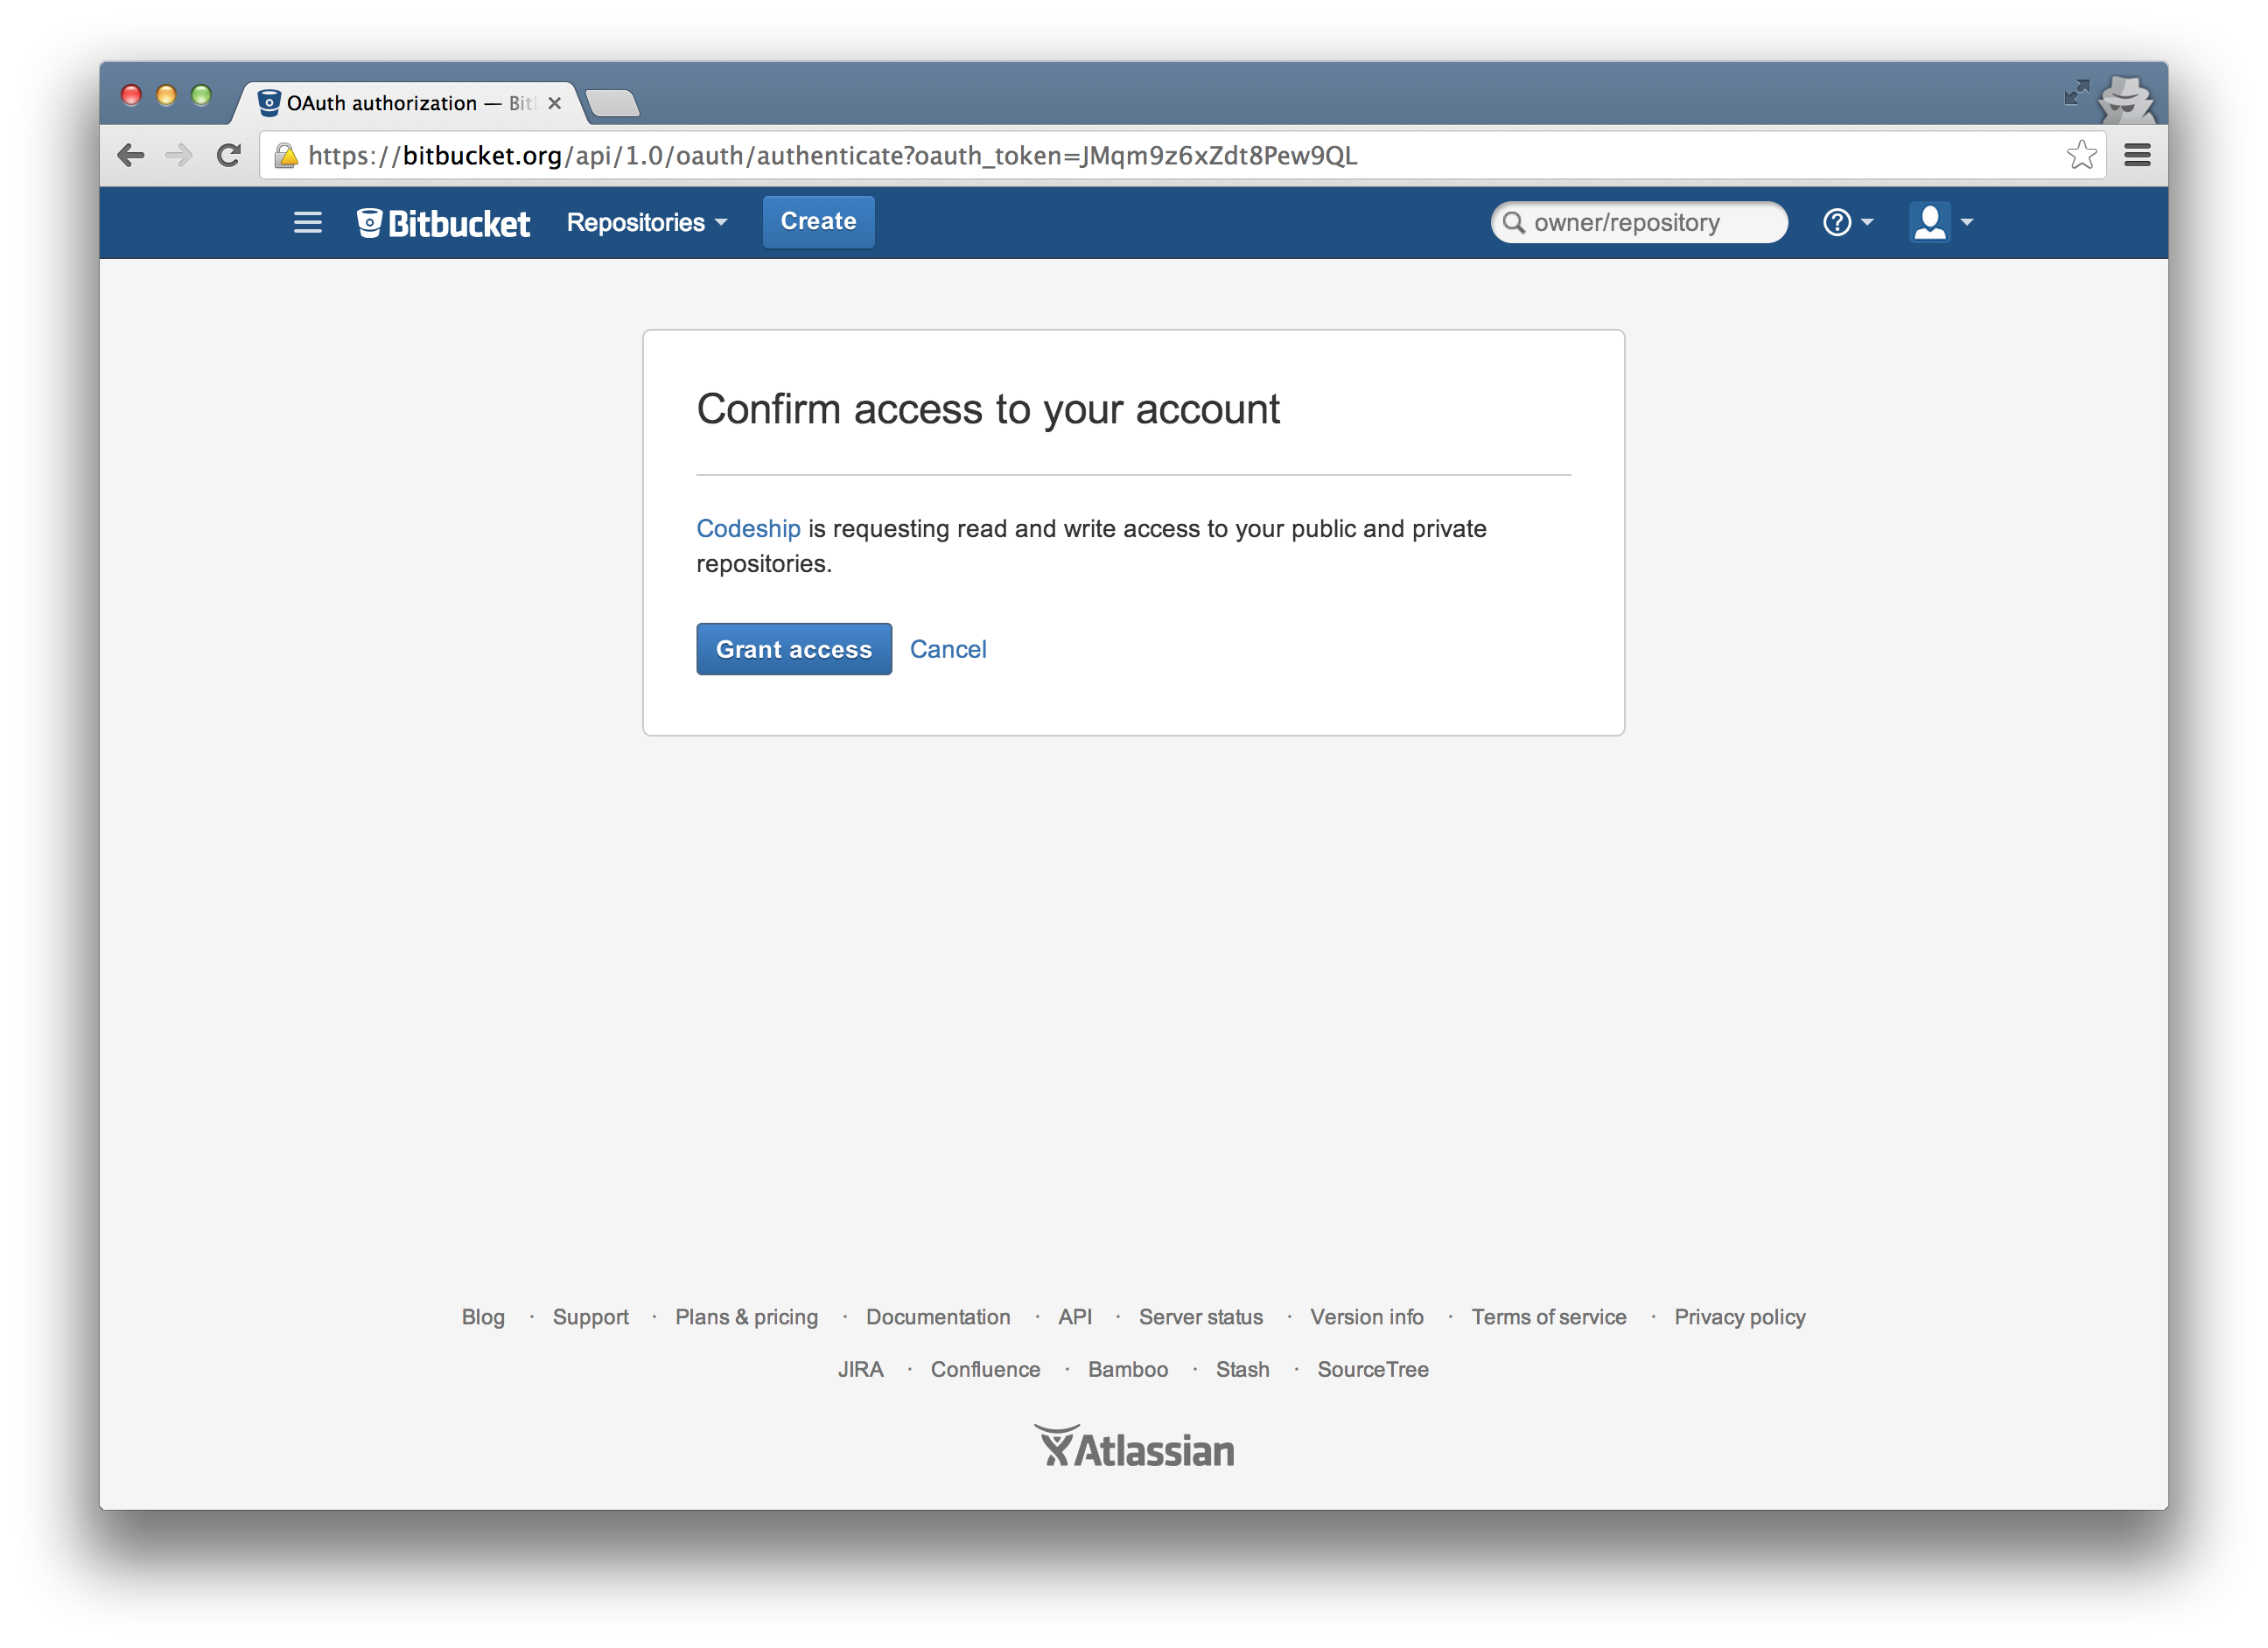 OAuth authorization — Bit
https://bitbucket.org/api/1.0/oauth/authenticate?oauth_token=JMqm9z6xZdt8Pew9QL
Bitbucket Repositories Create owner/repository
Confirm access to your account
Codeship is requesting read and write access to your public and private
repositories.
Grant access Cancel
Blog · Support · Plans & pricing · Documentation · API · Server status · Version info · Terms of service · Privacy policy
JIRA · Confluence · Bamboo · Stash · SourceTree
Atlassian